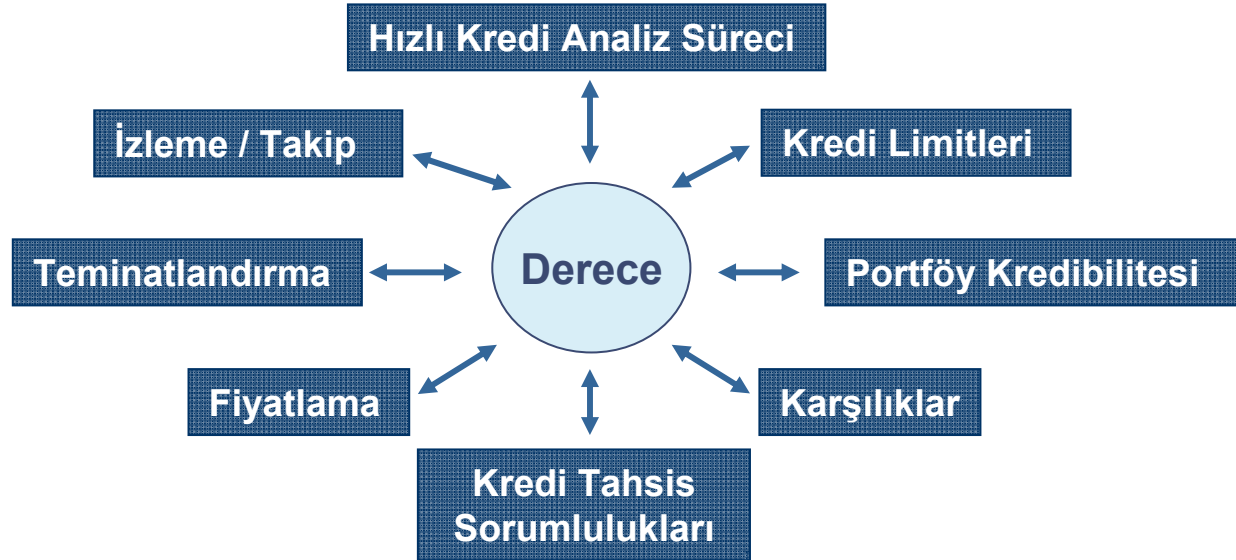 Hızlı Kredi Analiz Süreci
İzleme / Takip
Kredi Limitleri
Teminatlandırma
Derece
Portföy Kredibilitesi
Fiyatlama
Karşılıklar
Kredi Tahsis
Sorumlulukları